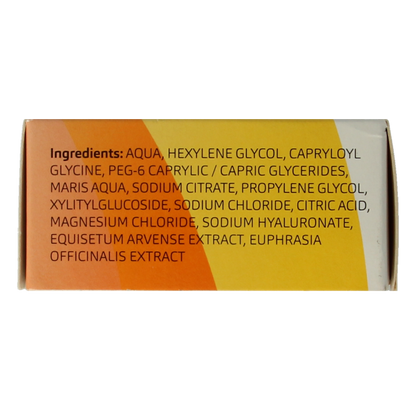 Ingredients: AQUA, HEXYLENE GLYCOL, CAPRYLOYL
GLYCINE, PEG-6 CAPRYLIC / CAPRIC GLYCERIDES,
MARIS AQUA, SODIUM CITRATE, PROPYLENE GLYCOL,
XYLITYLGLUCOSIDE, SODIUM CHLORIDE, CITRIC ACID,
MAGNESIUM CHLORIDE, SODIUM HYALURONATE,
EQUISETUM ARVENSE EXTRACT, EUPHRASIA
OFFICINALIS EXTRACT